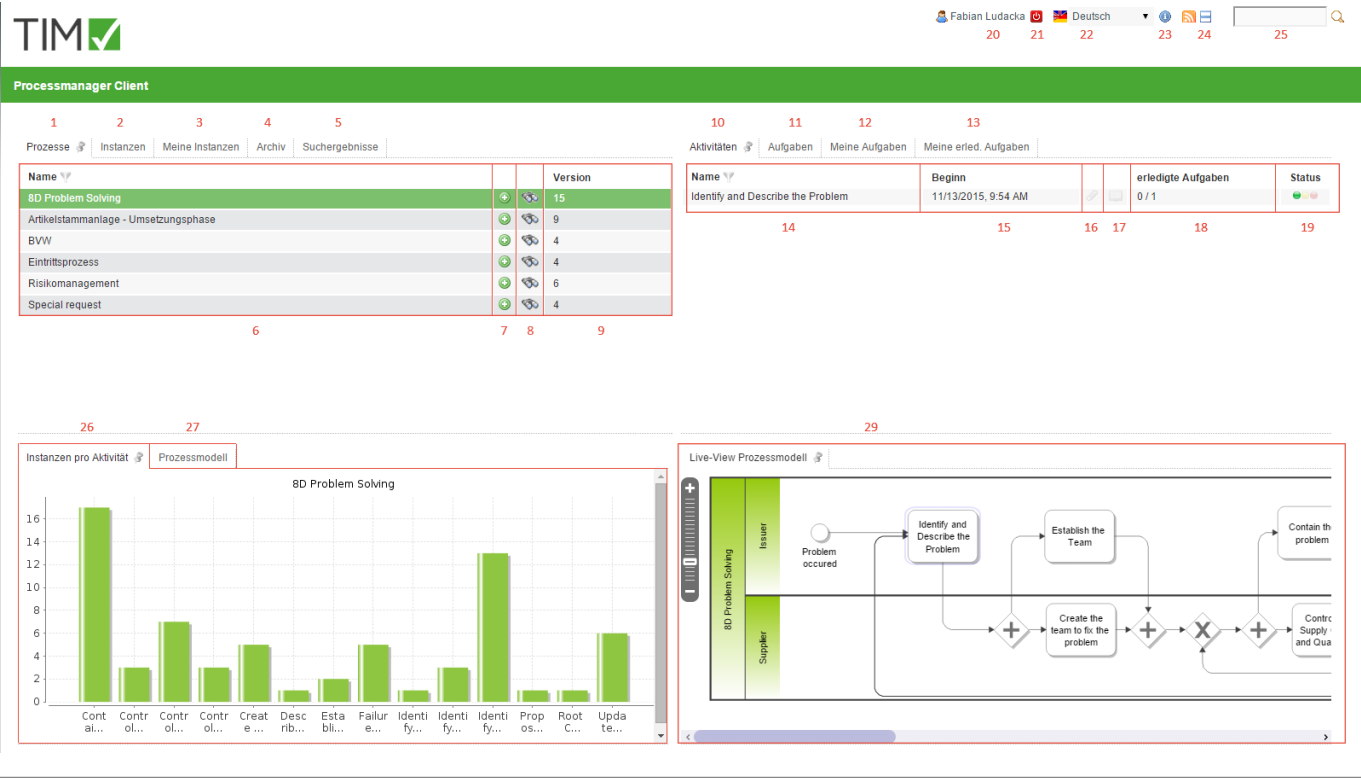 TIM
Fabian Ludacka Deutsch
20 21 22 23 24 25
Processmanager Client
1 2 3 4 5
Prozesse Instanzen Meine Instanzen Archiv Suchergebnisse
Name Version
8D Problem Solving 15
Artikelstammanlage - Umsetzungsphase 9
BVW 4
Eintrittsprozess 4
Risikomanagement 6
Special request 4
6 7 8 9
10 11 12 13
Aktivitäten Aufgaben Meine Aufgaben Meine erled. Aufgaben
Name Beginn erledigte Aufgaben Status
Identify and Describe the Problem 11/13/2015, 9:54 AM 0 / 1
14 15 16 17 18 19
26 27
Instanzen pro Aktivität Prozessmodell
8D Problem Solving
16
14
12
10
8
6
4
2
0
Cont Contr Contr Contr Creat Desc Esta Failur Identi Identi Identi Prop Root Upda
ai... ol... ol... ol... e ... rib... bli... e... fy... fy... fy... os... C... te...
29
Live-View Prozessmodell
8D Problem Solving
Issuer
Supplier
Problem
occured
Identify and
Describe the
Problem
Establish the
Team
Contain th
problem
Create the
team to fix the
problem
X
Contro
Supply
and Qua